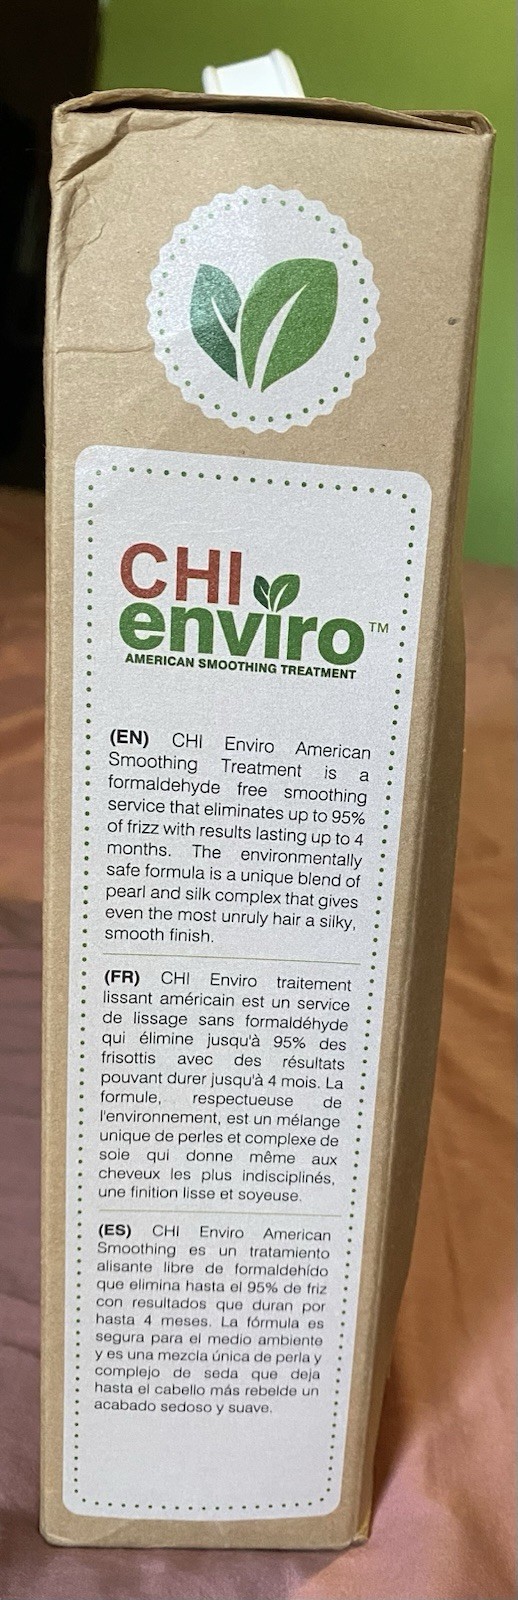 CHI
enviro™
AMERICAN SMOOTHING TREATMENT
(EN) CHI Enviro American
Smoothing Treatment is a
formaldehyde free smoothing
service that eliminates up to 95%
of frizz with results lasting up to 4
months. The environmentally
safe formula is a unique blend of
pearl and silk complex that gives
even the most unruly hair a silky,
smooth finish.
(FR) CHI Enviro traitement
lissant américain est un service
de lissage sans formaldéhyde
qui élimine jusqu'à 95% des
frisottis avec des résultats
pouvant durer jusqu'à 4 mois. La
formule, respectueuse de
l'environnement, est un mélange
unique de perles et complexe de
soie qui donne même aux
cheveux les plus indisciplinés,
une finition lisse et soyeuse.
(ES) CHI Enviro American
Smoothing es un tratamiento
alisante libre de formaldehído
que elimina hasta el 95% de friz
con resultados que duran por
hasta 4 meses. La fórmula es
segura para el medio ambiente
y es una mezcla única de perla y
complejo de seda que deja
hasta el cabello más rebelde un
acabado sedoso y suave.